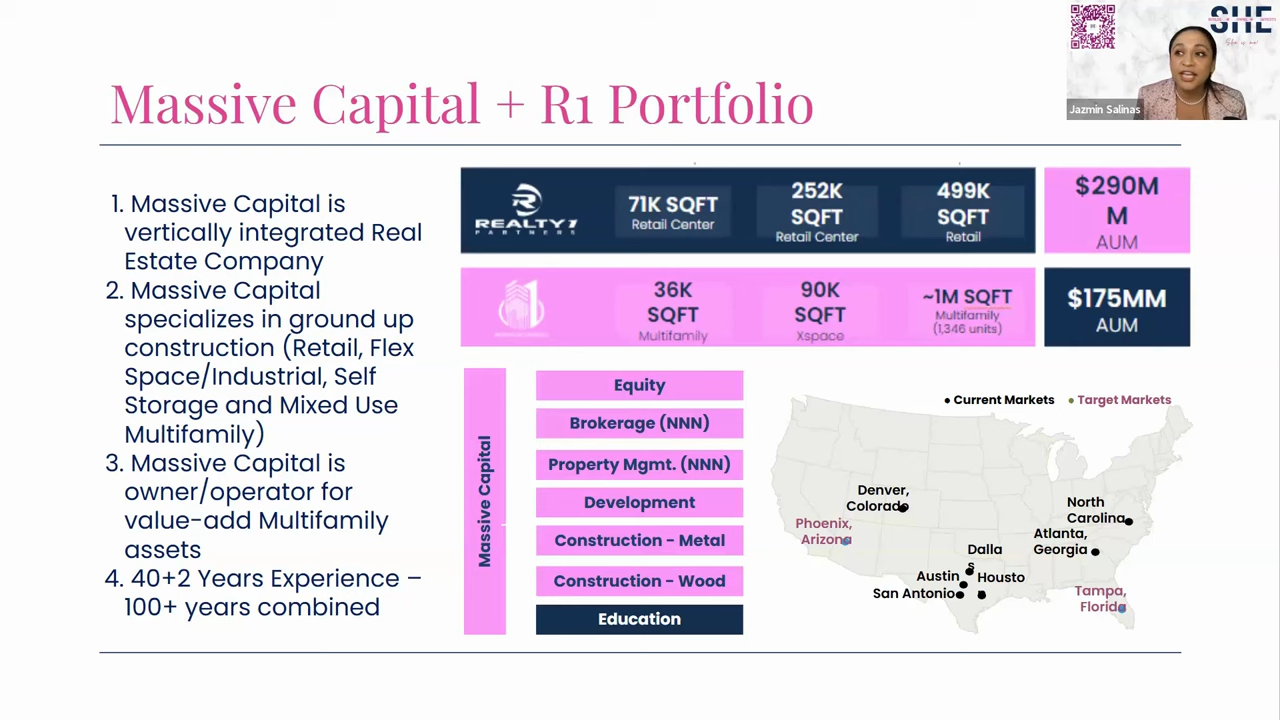 SHE
She is me!
Jazmin Salinas
Massive Capital + R1 Portfolio
1. Massive Capital is
vertically integrated Real
Estate Company
2. Massive Capital
specializes in ground up
construction (Retail, Flex
Space/Industrial, Self
Storage and Mixed Use
Multifamily)
3. Massive Capital is
owner/operator for
value-add Multifamily
assets
4. 40+2 Years Experience –
100+ years combined
REALTY1
PARTNERS
71K SQFT
Retail Center
252K
SQFT
Retail Center
499K
SQFT
Retail
$290M
M
AUM
36K
SQFT
Multifamily
90K
SQFT
Xspace
~1M SQFT
Multifamily
(1,346 units)
$175MM
AUM
Massive Capital
Equity
Brokerage (NNN)
Property Mgmt. (NNN)
Development
Construction - Metal
Construction - Wood
Education
• Current Markets
• Target Markets
Denver,
Colorado
Phoenix,
Arizona
North
Carolina
Atlanta,
Georgia
Dalla
s
Austin
Housto
San Antonio
Tampa,
Florida